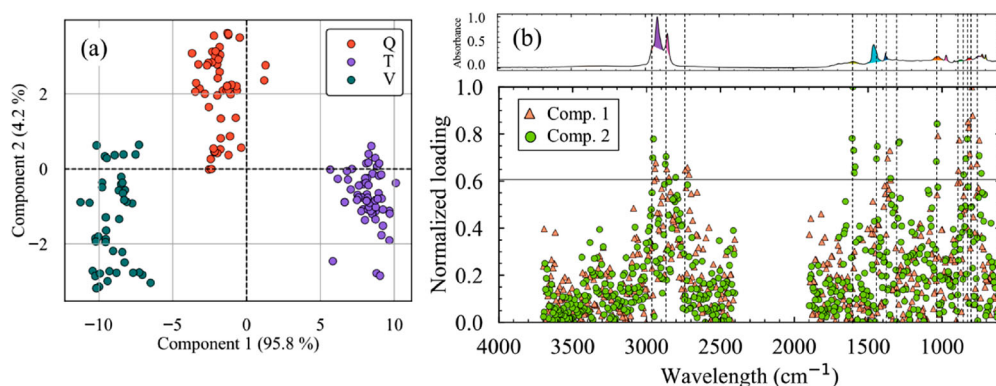 (a)
Q
T
V
Component 2 (4.2 %)
2
0
−2
−10
−5
0
5
10
Component 1 (95.8 %)
(b)
Absorbance
1.0
0.5
0.0
Comp. 1
Comp. 2
Normalized loading
1.0
0.8
0.6
0.4
0.2
0.0
4000
3500
3000
2500
2000
1500
1000
Wavelength (cm⁻¹)